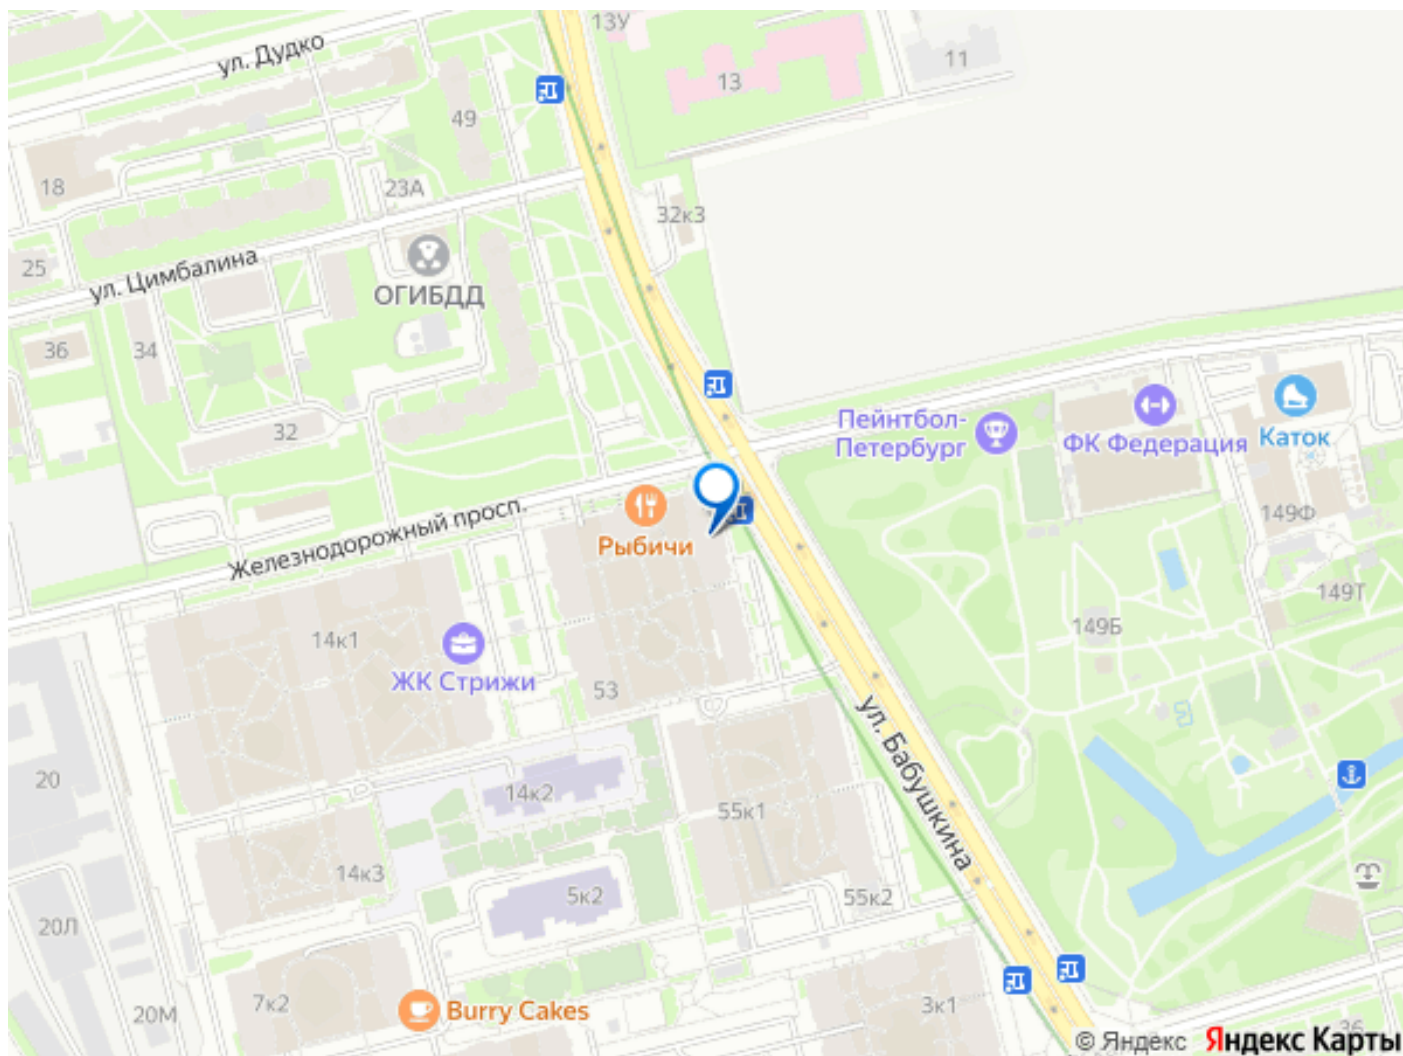 13У
ул. Дудко
13
11
49
18
23А
32к3
25
ул. Цимбалина
ОГИБДД
36
34
32
Пейнтбол-
Петербург
ФК Федерация
Каток
Железнодорожный просп.
Рыбичи
149Ф
149Т
149Б
14к1
ЖК Стрижи
53
ул. Бабушкина
20
14к2
55к1
14к3
5к2
55к2
20Л
7к2
Burry Cakes
3к1
20М
36
© Яндекс Яндекс Карты